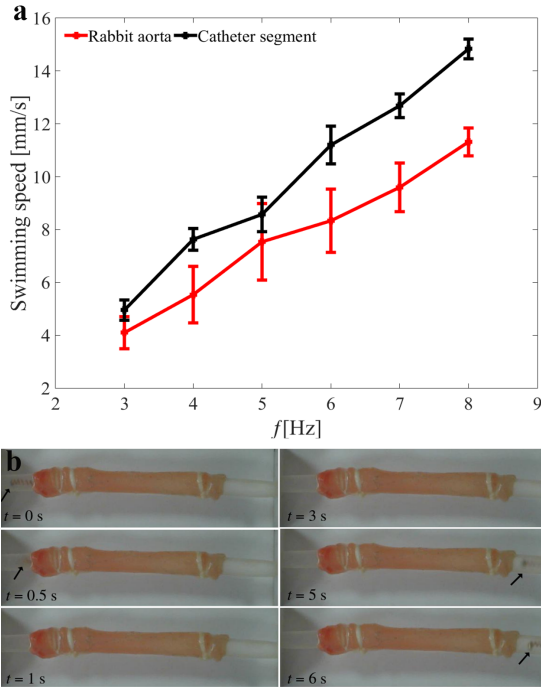 a
16
14
12
10
8
6
4
2
Swimming speed [mm/s]
Rabbit aorta
Catheter segment
2 3 4 5 6 7 8 9
f[Hz]
b
t = 0 s
t = 3 s
t = 0.5 s
t = 5 s
t = 1 s
t = 6 s